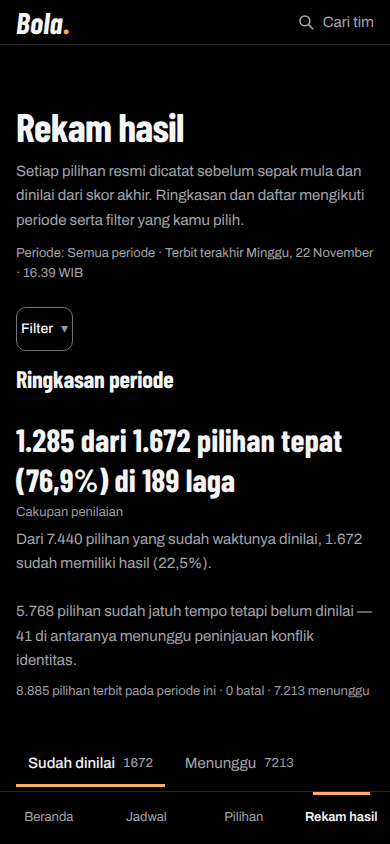 Bola.
Cari tim
Rekam hasil
Setiap pilihan resmi dicatat sebelum sepak mula dan
dinilai dari skor akhir. Ringkasan dan daftar mengikuti
periode serta filter yang kamu pilih.
Periode: Semua periode · Terbit terakhir Minggu, 22 November
· 16.39 WIB
Filter ▼
Ringkasan periode
1.285 dari 1.672 pilihan tepat
(76,9%) di 189 laga
Cakupan penilaian
Dari 7.440 pilihan yang sudah waktunya dinilai, 1.672
sudah memiliki hasil (22,5%).
5.768 pilihan sudah jatuh tempo tetapi belum dinilai —
41 di antaranya menunggu peninjauan konflik
identitas.
8.885 pilihan terbit pada periode ini · 0 batal · 7.213 menunggu
Sudah dinilai 1672 Menunggu 7213
Beranda Jadwal Pilihan Rekam hasil